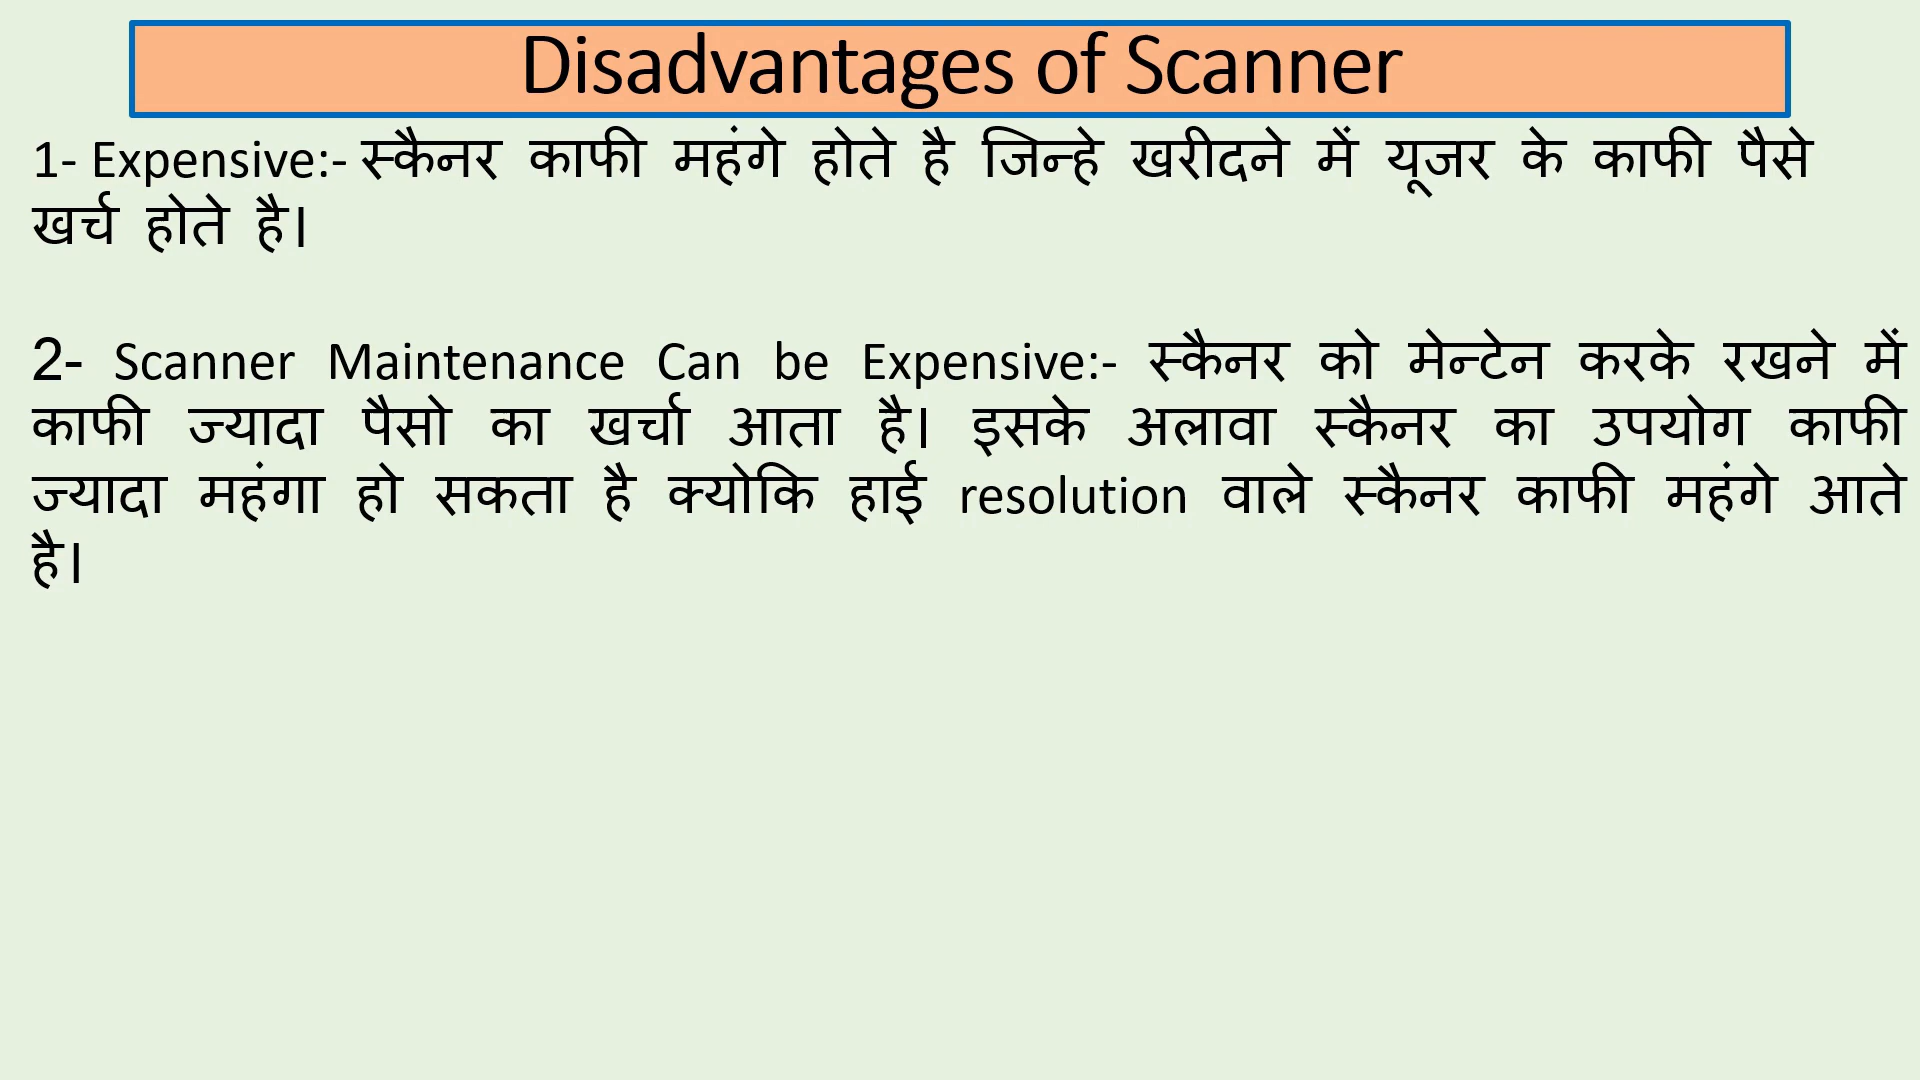 Disadvantages of Scanner
1- Expensive:- स्कैनर काफी महंगे होते है जिन्हे खरीदने में यूजर के काफी पैसे
खर्च होते है।
2- Scanner Maintenance Can be Expensive:- स्कैनर को मेन्टेन करके रखने में
काफी ज्यादा पैसो का खर्चा आता है। इसके अलावा स्कैनर का उपयोग काफी
ज्यादा महंगा हो सकता है क्योकि हाई resolution वाले स्कैनर काफी महंगे आते
है।